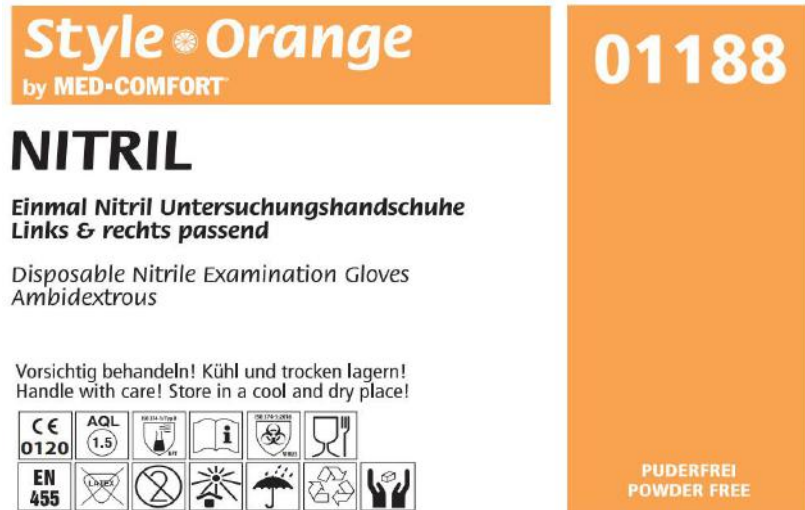 Style Orange
by MED-COMFORT
01188
NITRIL
Einmal Nitril Untersuchungshandschuhe
Links & rechts passend
Disposable Nitrile Examination Gloves
Ambidextrous
Vorsichtig behandeln! Kühl und trocken lagern!
Handle with care! Store in a cool and dry place!
CE
0120
AQL
1.5
i
EN
455
LATEX
2
PUDERFREI
POWDER FREE